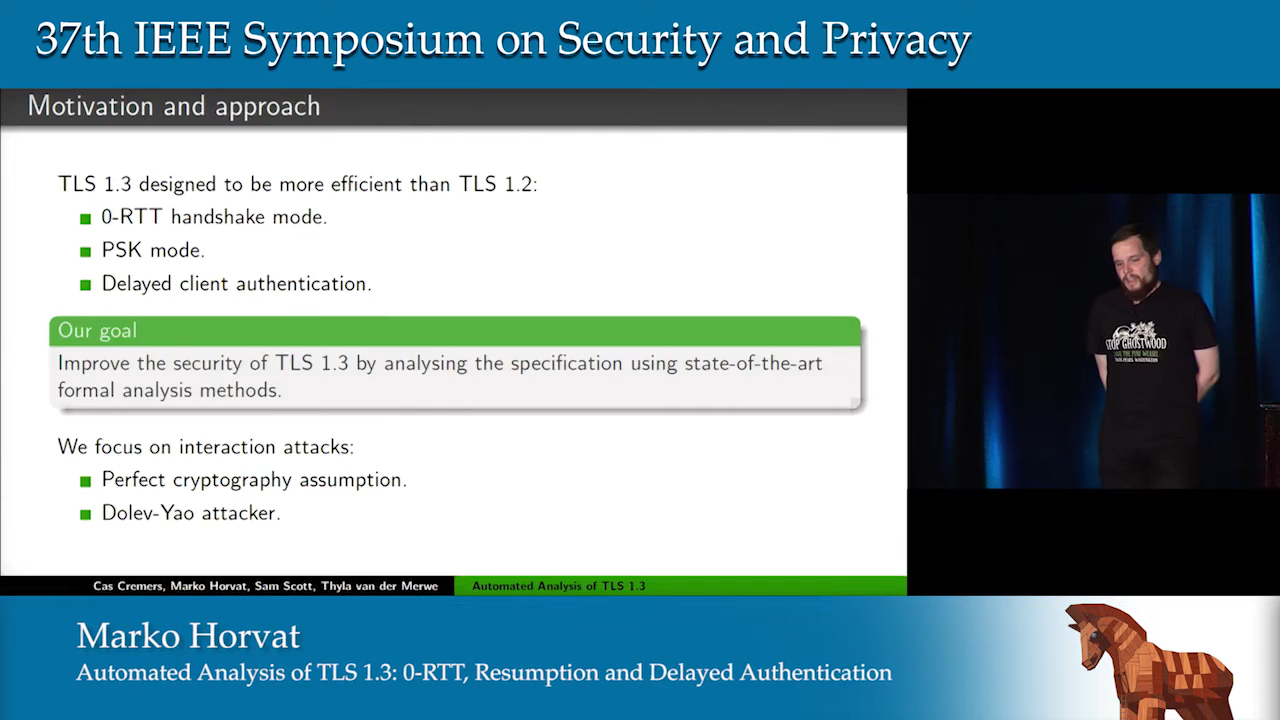 37th IEEE Symposium on Security and Privacy
Motivation and approach
TLS 1.3 designed to be more efficient than TLS 1.2:
0-RTT handshake mode.
PSK mode.
Delayed client authentication.
Our goal
Improve the security of TLS 1.3 by analysing the specification using state-of-the-art
formal analysis methods.
We focus on interaction attacks:
Perfect cryptography assumption.
Dolev-Yao attacker.
Cas Cremers, Marko Horvat, Sam Scott, Thyla van der Merwe
Automated Analysis of TLS 1.3
STOP GHOSTWOOD
Marko Horvat
Automated Analysis of TLS 1.3: 0-RTT, Resumption and Delayed Authentication